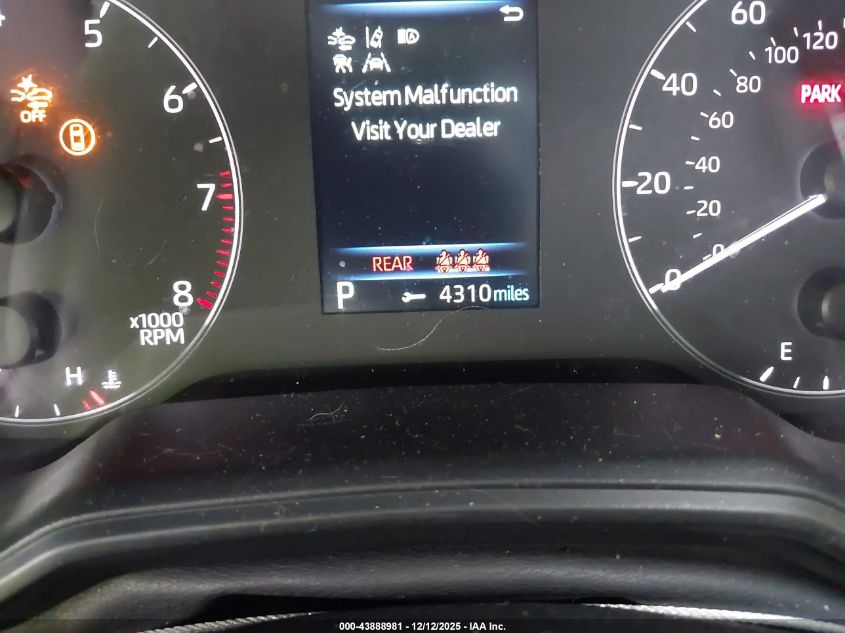 5
6
7
8
x1000
RPM
H
OFF
System Malfunction
Visit Your Dealer
REAR
P
4310 miles
60
40
20
0
120
100
80
60
40
20
0
PARK
E
000-43888981 - 12/12/2025 - IAA Inc.